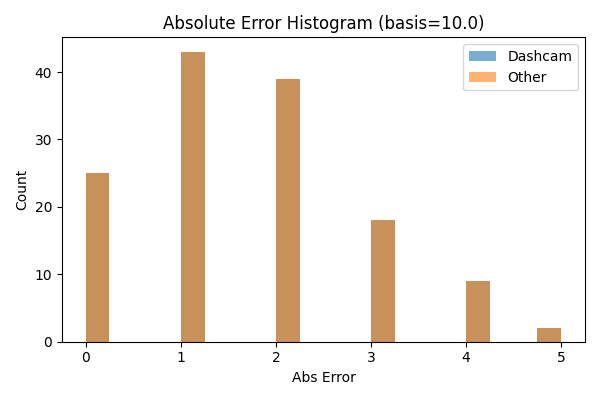 Absolute Error Histogram (basis=10.0)
Dashcam
Other
Count
40
30
20
10
0
0 1 2 3 4 5
Abs Error